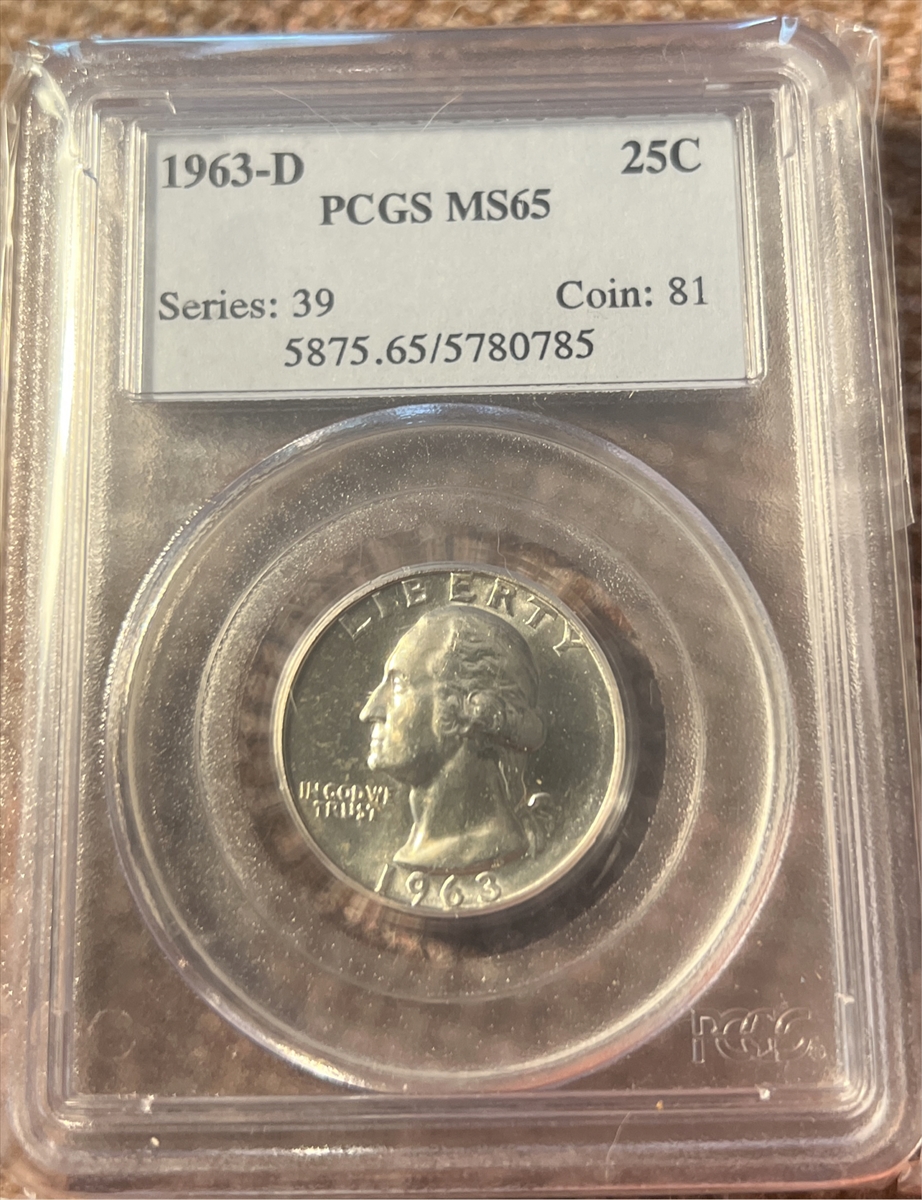 1963-D 25C
PCGS MS65
Series: 39 Coin: 81
5875.65/5780785
LIBERTY
IN GOD WE
TRUST
1963
PCGS